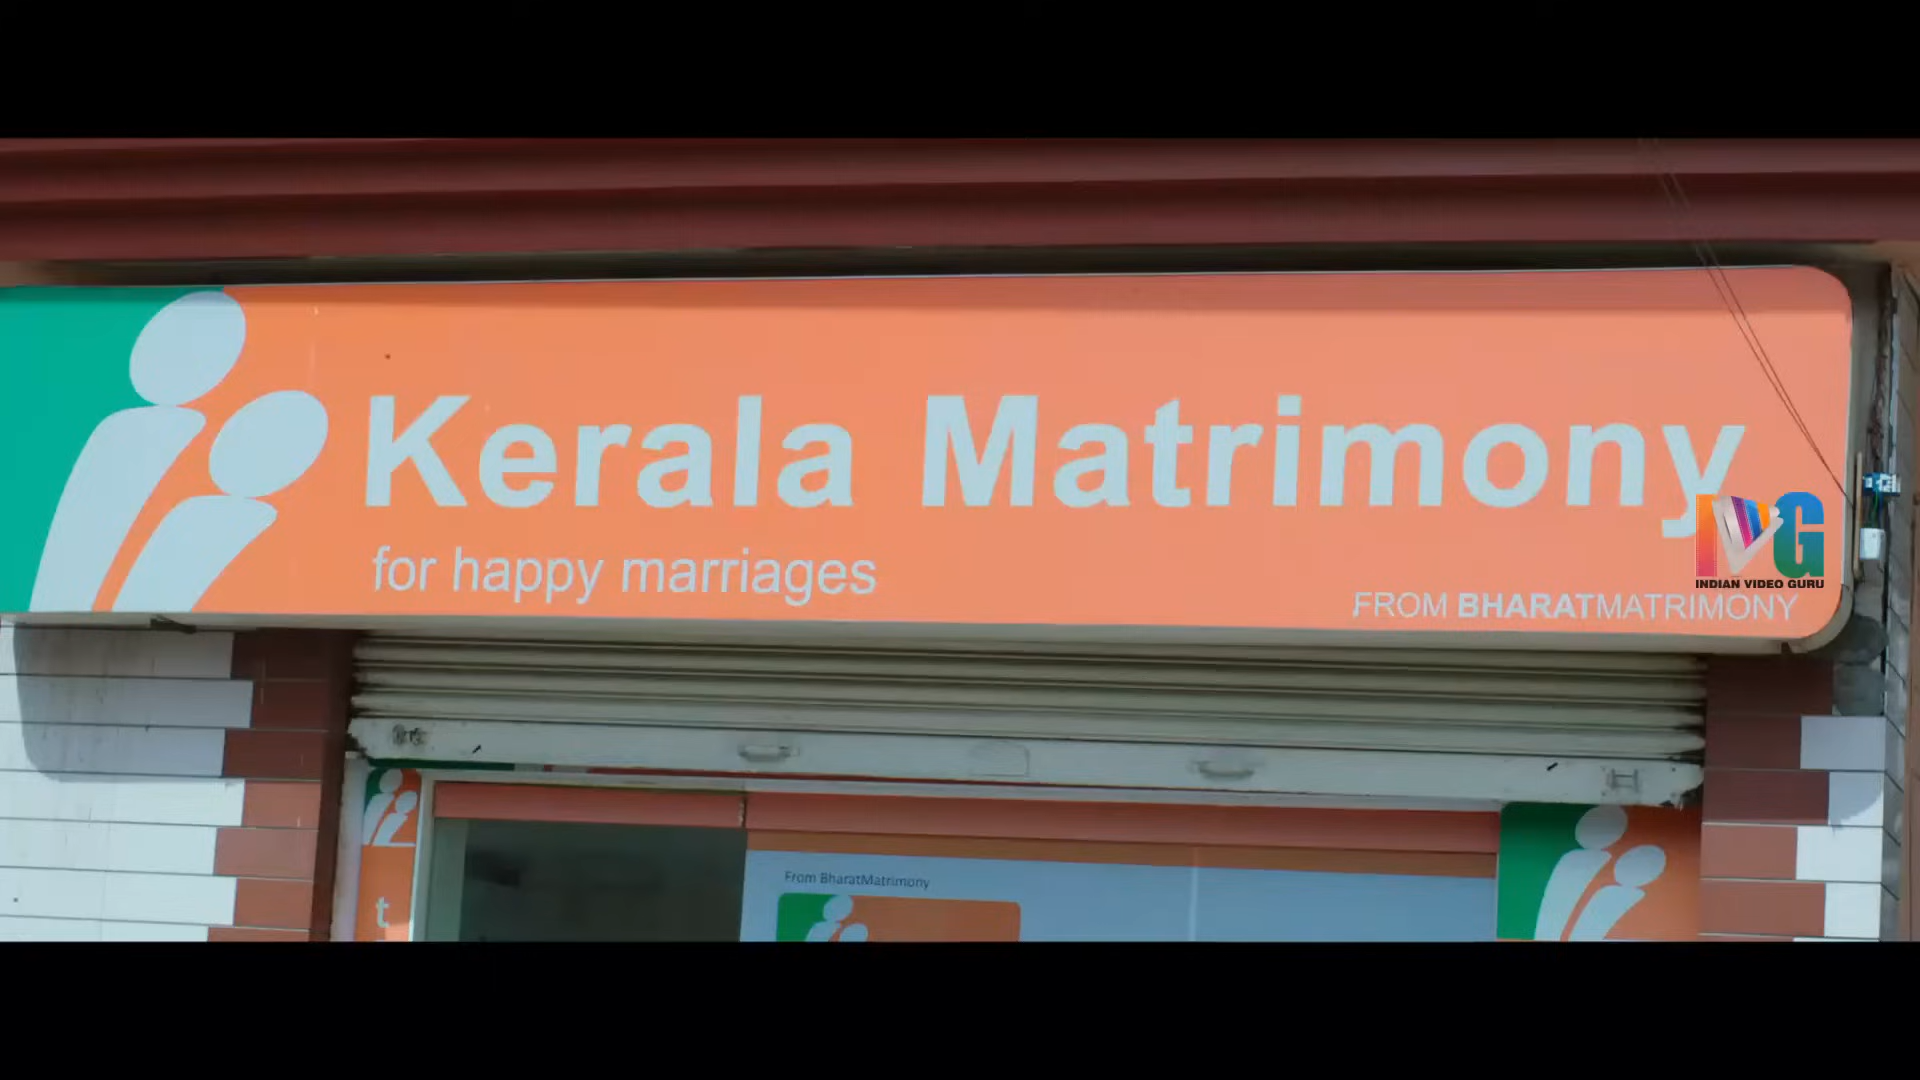 Kerala Matrimony
for happy marriages
FROM BHARATMATRIMONY
INDIAN VIDEO GURU
From BharatMatrimony
t